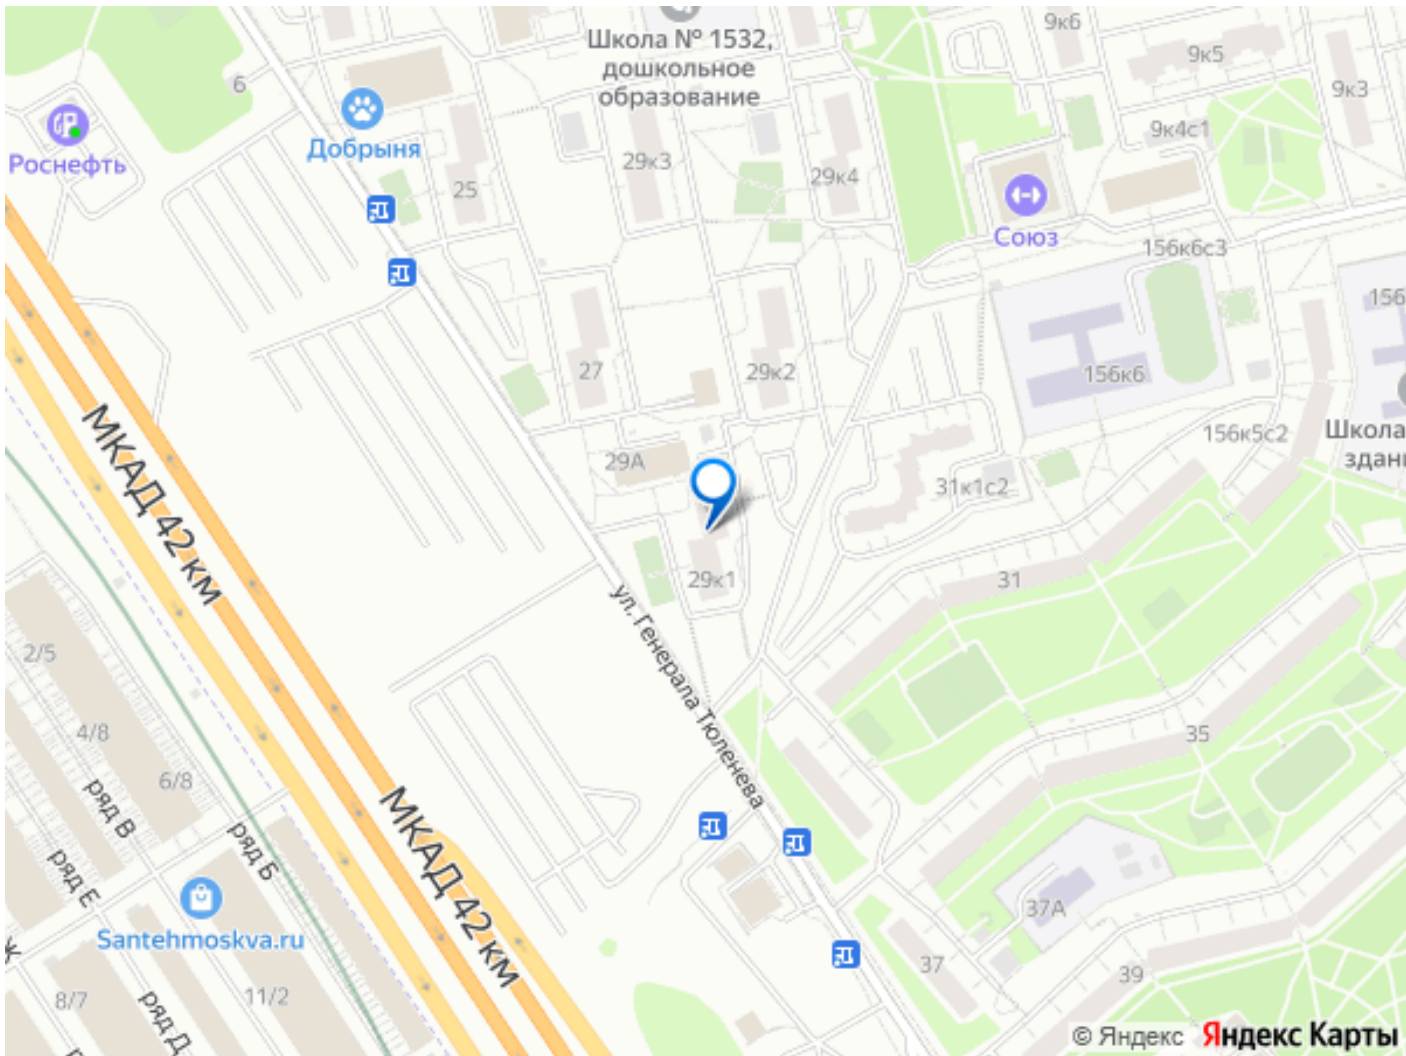 Школа № 1532,
дошкольное
образование
9к6
9к5
9к3
6
Добрыня
Роснефть
25
29к3
29к4
9к4с1
Союз
156к6с3
156
27
29к2
156к6
156к5с2
Школа
здани
29А
31к1с2
МКАД 42 км
29к1
31
ул. Генерала Тюленева
2/5
4/8
6/8
35
ряд В
ряд Б
ряд Е
МКАД 42 км
Santehmoskva.ru
37А
37
39
8/7
11/2
ряд Д
© Яндекс Яндекс Карты